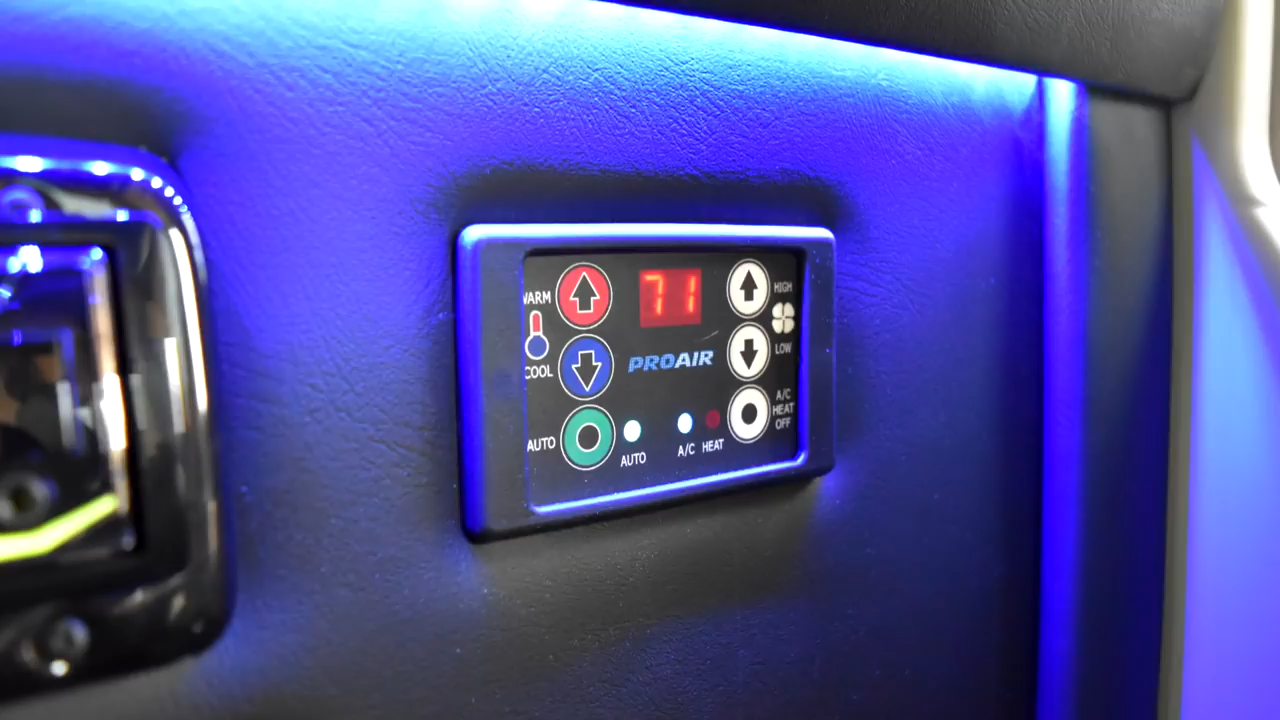 WARM
71
HIGH
LOW
COOL
PROAIR
A/C
HEAT
OFF
AUTO
AUTO
A/C HEAT